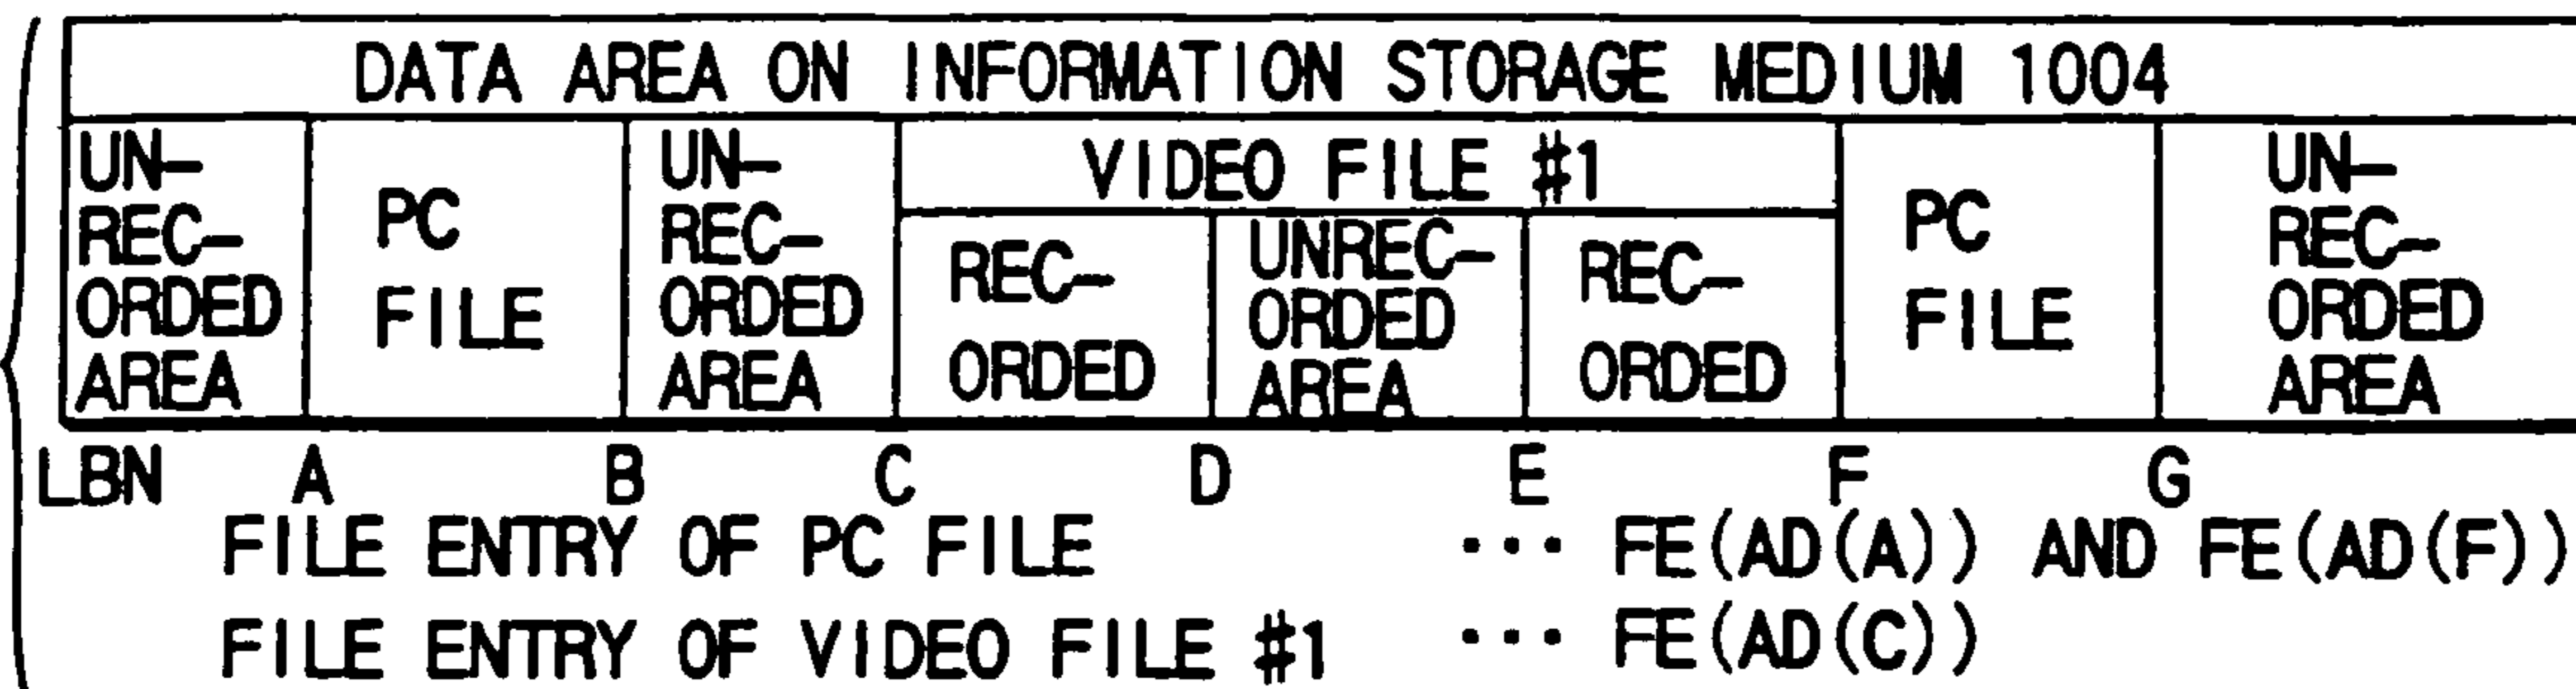 DATA AREA ON INFORMATION STORAGE MEDIUM 1004
UN-
REC-
ORDED
AREA
PC
FILE
UN-
REC-
ORDED
AREA
VIDEO FILE #1
REC-
ORDED
UNREC-
ORDED
AREA
REC-
ORDED
PC
FILE
UN-
REC-
ORDED
AREA
LBN A B C D E F G
FILE ENTRY OF PC FILE ··· FE(AD(A)) AND FE(AD(F))
FILE ENTRY OF VIDEO FILE #1 ··· FE(AD(C))